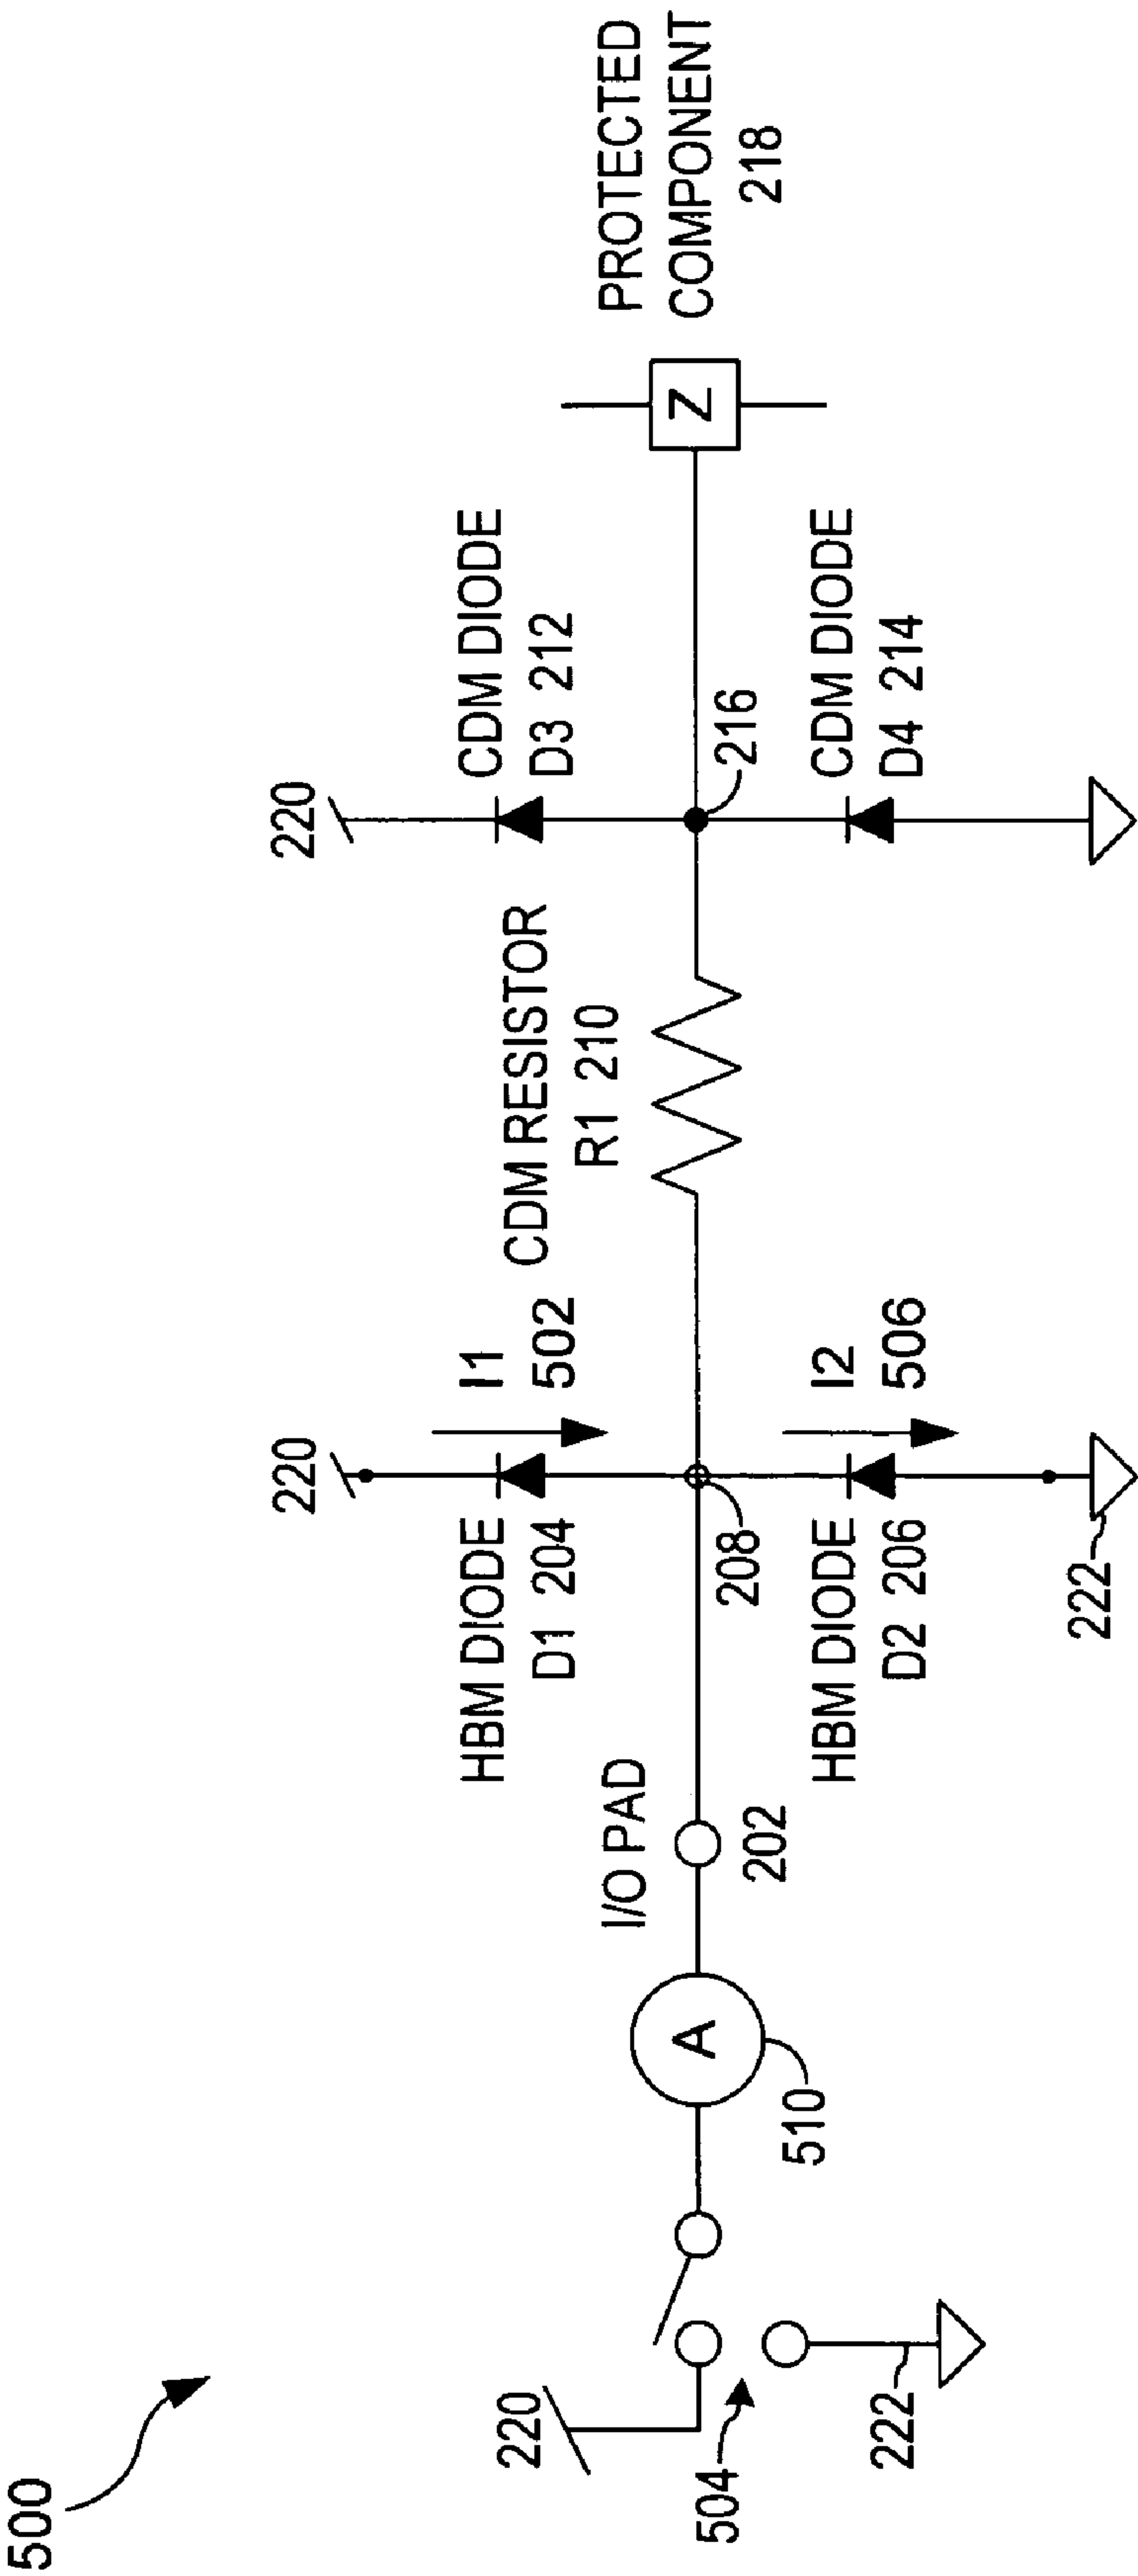 500
220
504
222
510
A
I/O PAD
202
HBM DIODE
D1 204
220
I1
502
208
HBM DIODE
D2 206
I2
506
222
CDM RESISTOR
R1 210
220
CDM DIODE
D3 212
216
CDM DIODE
D4 214
Z
PROTECTED
COMPONENT
218